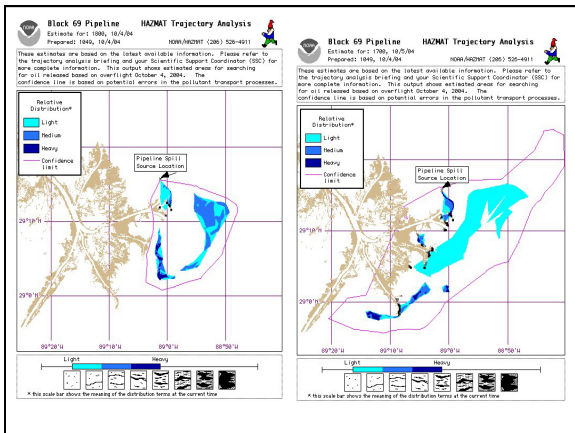 Block 69 Pipeline HAZMAT Trajectory Analysis
Estimate for: 1800, 10/4/04
Prepared: 1049, 10/4/04 NOAA/HAZMAT (206) 526-4911
These estimates are based on the latest available information. Please refer to
the trajectory analysis briefing and your Scientific Support Coordinator (SSC) for
more complete information. This output shows estimated areas for searching
for oil released based on overflight October 4, 2004. The
confidence line is based on potential errors in the pollutant transport processes.
Relative
Distribution*
Light
Medium
Heavy
Confidence
limit
Pipeline Spill
Source Location
29°10'N
29°0'N
89°20'W
89°10'W
89°0'W
88°50'W
Light Heavy
* this scale bar shows the meaning of the distribution terms at the current time
Block 69 Pipeline HAZMAT Trajectory Analysis
Estimate for: 1700, 10/5/04
Prepared: 1049, 10/4/04 NOAA/HAZMAT (206) 526-4911
These estimates are based on the latest available information. Please refer to
the trajectory analysis briefing and your Scientific Support Coordinator (SSC) for
more complete information. This output shows estimated areas for searching
for oil released based on overflight October 4, 2004. The
confidence line is based on potential errors in the pollutant transport processes.
Relative
Distribution*
Light
Medium
Heavy
Confidence
limit
Pipeline Spill
Source Location
29°10'N
29°0'N
89°20'W
89°10'W
89°0'W
88°50'W
Light Heavy
* this scale bar shows the meaning of the distribution terms at the current time